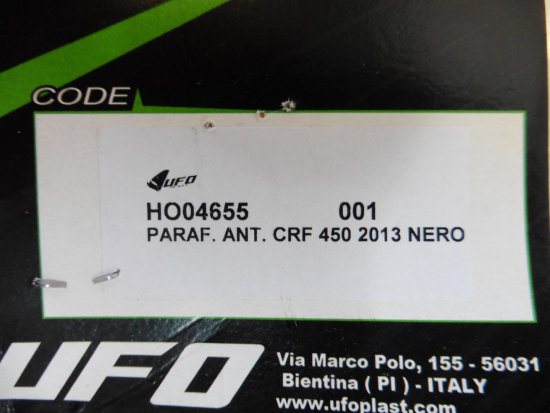 CODE
UFO
HO04655 001
PARAF. ANT. CRF 450 2013 NERO
UFO
Via Marco Polo, 155 - 56031
Bientina ( PI ) - ITALY
www.ufoplast.com